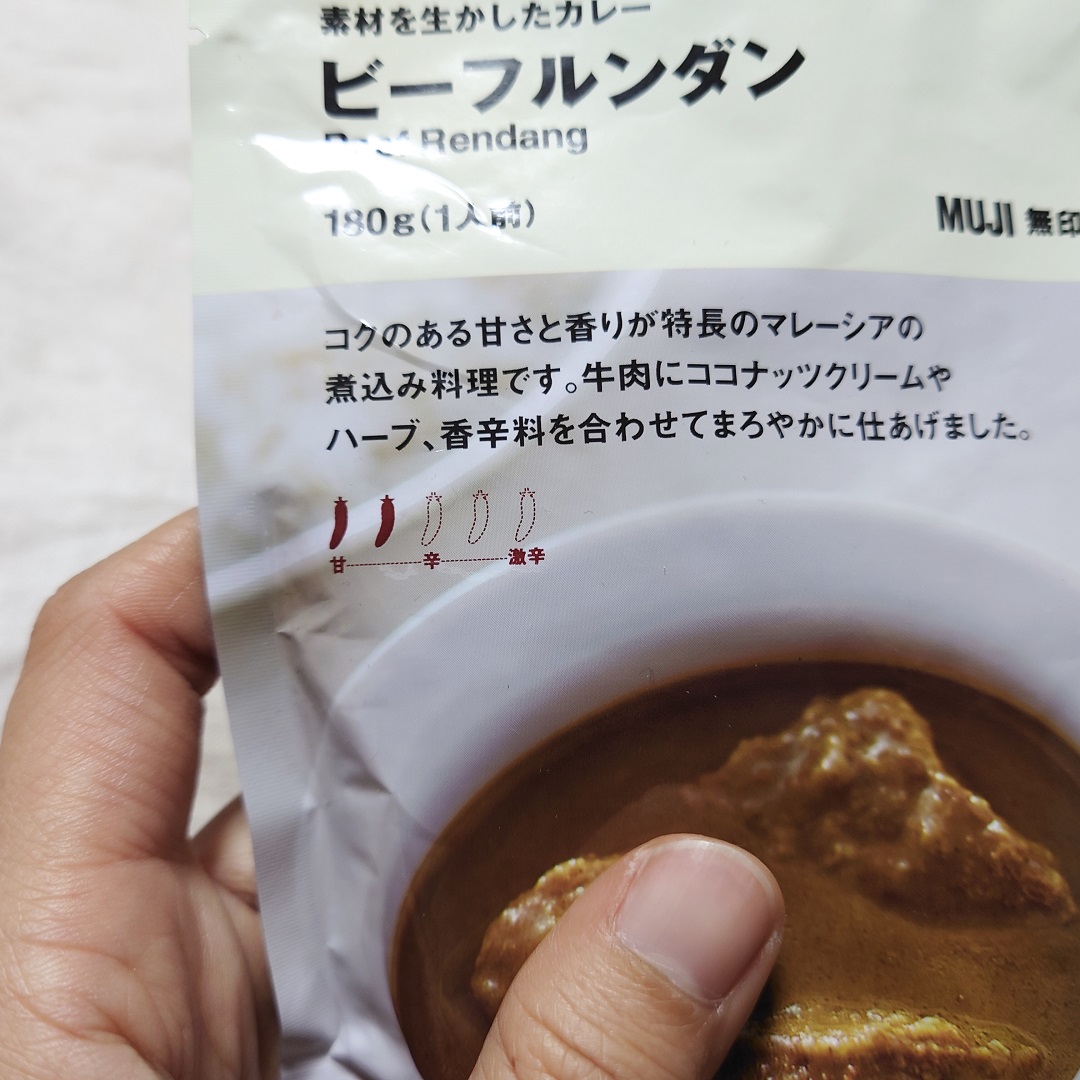 素材を生かしたカレー
ビーフルンダン
Beef Rendang
180g(1人前)
MUJI 無印
コクのある甘さと香りが特長のマレーシアの
煮込み料理です。牛肉にココナッツクリームや
ハーブ、香辛料を合わせてまろやかに仕あげました。
甘 辛 激辛